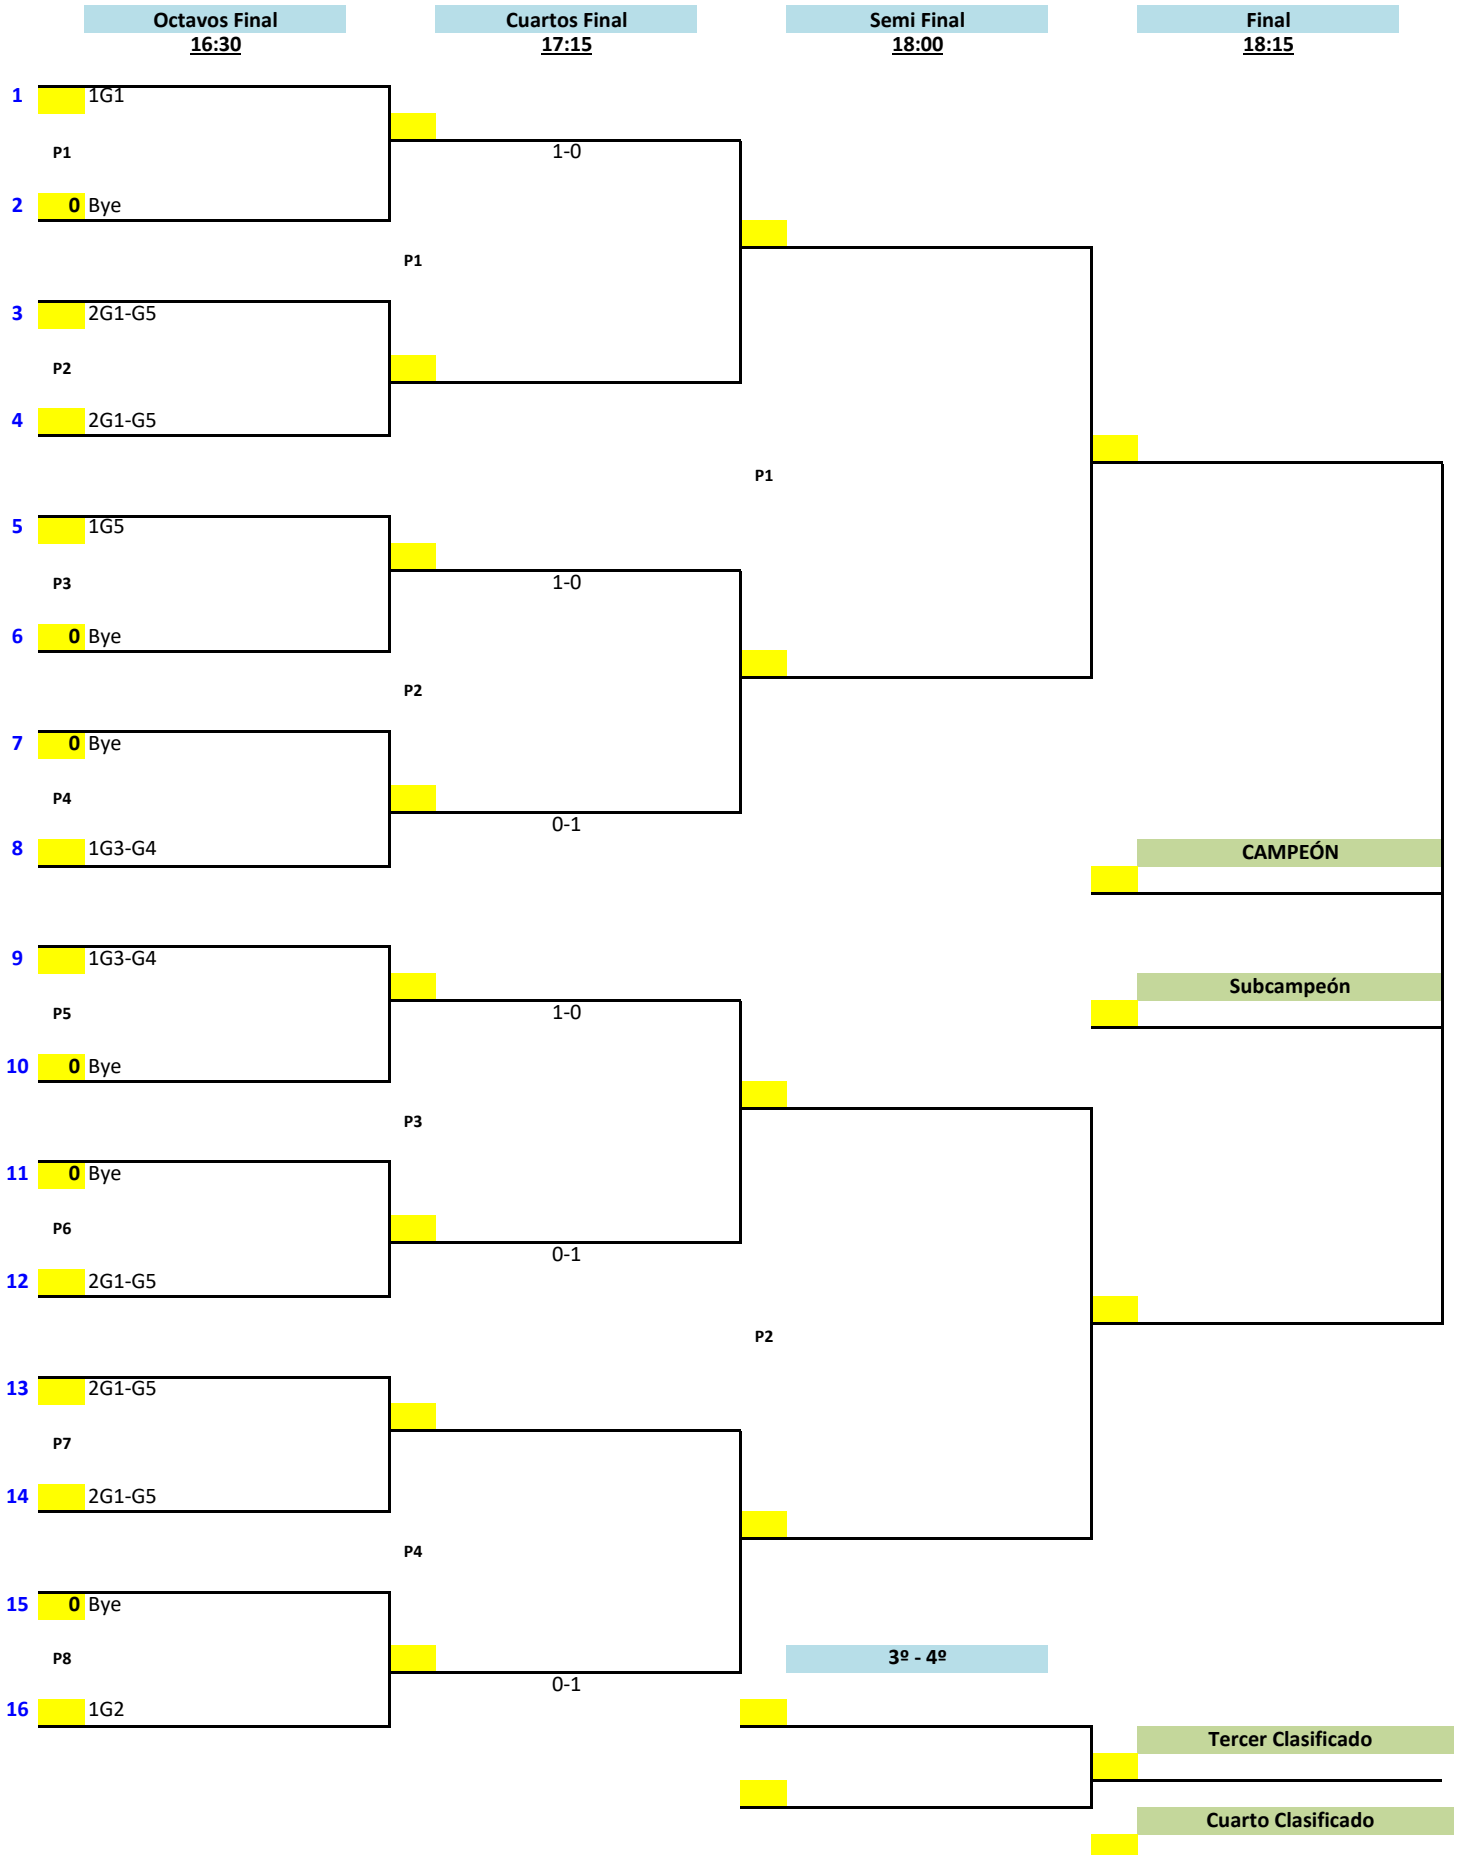 Octavos Final Cuartos Final Semi Final Final
16:30 17:15 18:00 18:15
1 1G1
P1 1-0
2 0 Bye
P1
3 2G1-G5
P2
4 2G1-G5
P1
5 1G5
P3 1-0
6 0 Bye
P2
7 0 Bye
P4
0-1
8 1G3-G4 CAMPEÓN
9 1G3-G4
Subcampeón
P5 1-0
10 0 Bye
P3
11 0 Bye
P6
0-1
12 2G1-G5
P2
13 2G1-G5
P7
14 2G1-G5
P4
15 0 Bye
P8 3º - 4º
0-1
16 1G2
Tercer Clasificado
Cuarto Clasificado